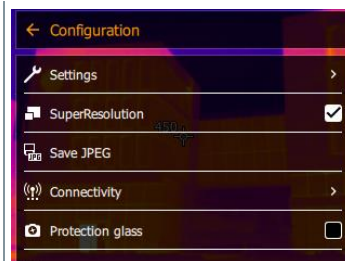 Configuration
Settings
SuperResolution
Save JPEG
Connectivity
Protection glass